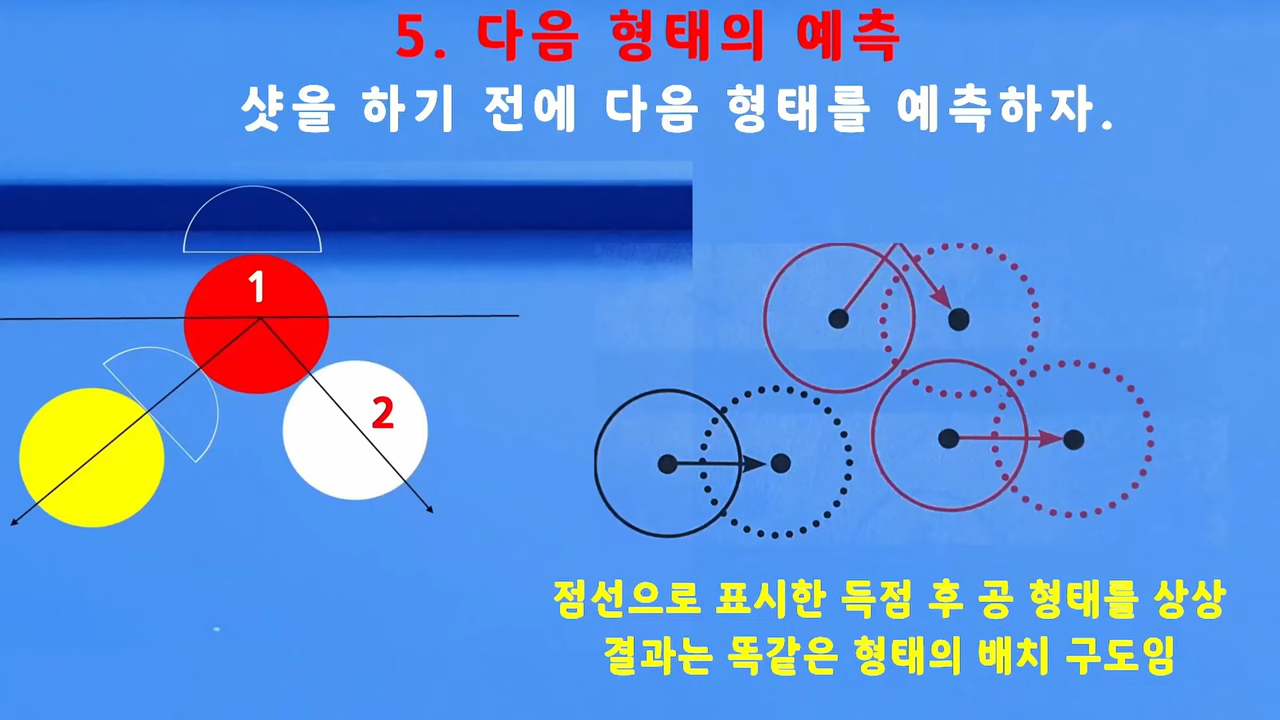 5. 다음 형태의 예측
샷을 하기 전에 다음 형태를 예측하자.
1
2
점선으로 표시한 득점 후 공 형태를 상상
결과는 똑같은 형태의 배치 구도임